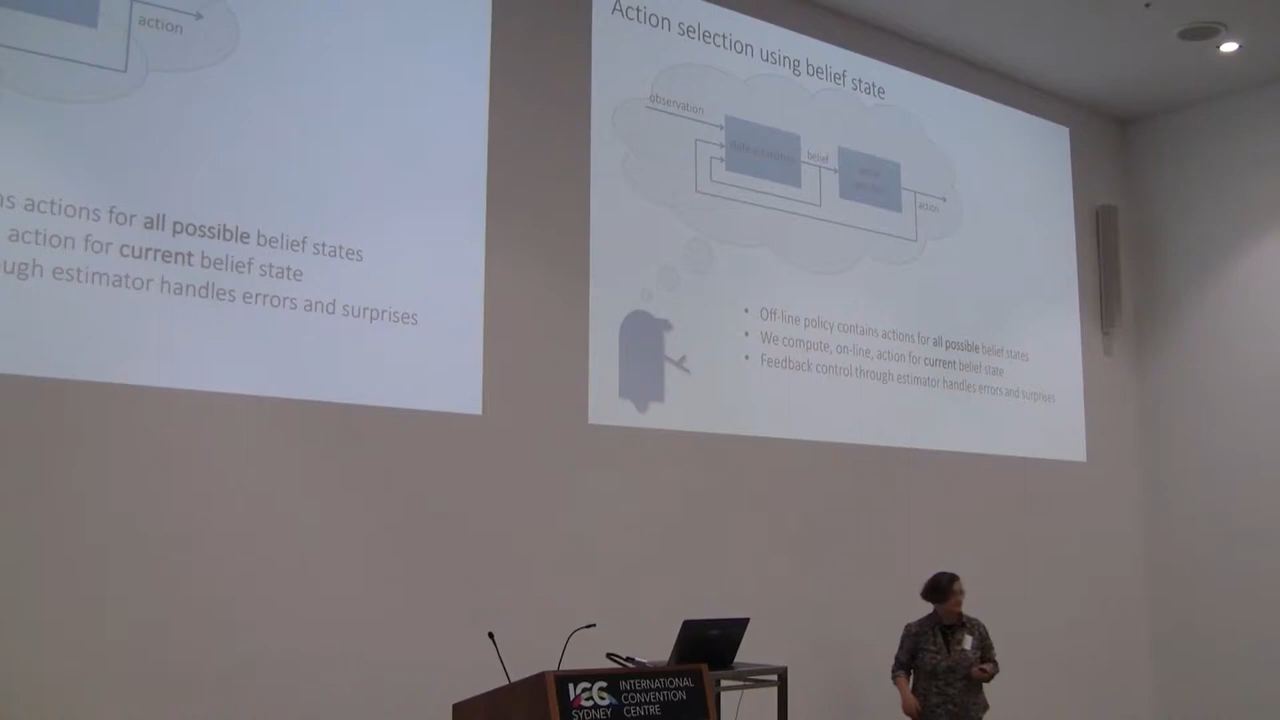 action
ns actions for all possible belief states
action for current belief state
ugh estimator handles errors and surprises
Action selection using belief state
observation
belief
action
• Off-line policy contains actions for all possible belief states
• We compute, on-line, action for current belief state
• Feedback control through estimator handles errors and surprises
ICC
SYDNEY
INTERNATIONAL
CONVENTION
CENTRE